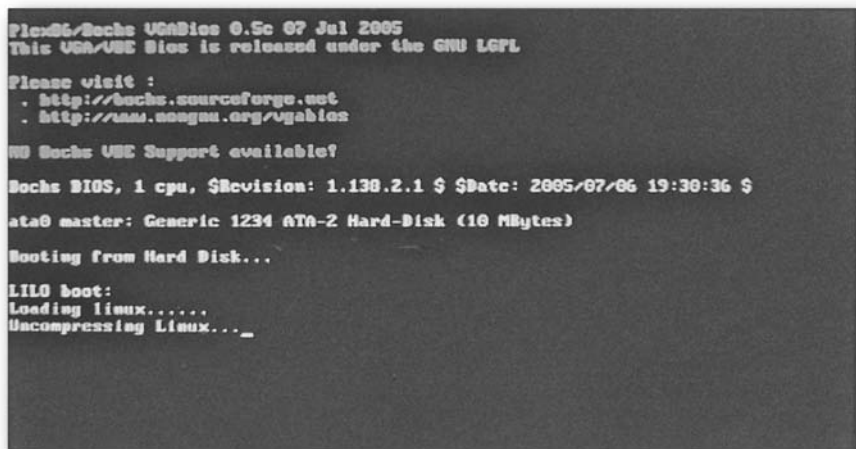 Plex86/Bochs VGABios 0.5c 07 Jul 2005
This VGA/VBE Bios is released under the GNU LGPL
Please visit :
. http://bochs.sourceforge.net
. http://www.nongnu.org/vgabios
NO Bochs VBE Support available!
Bochs BIOS, 1 cpu, $Revision: 1.138.2.1 $ $Date: 2005/07/06 19:30:36 $
ata0 master: Generic 1234 ATA-2 Hard-Disk (10 MBytes)
Booting from Hard Disk...
LILO boot:
Loading linux......
Uncompressing Linux..._